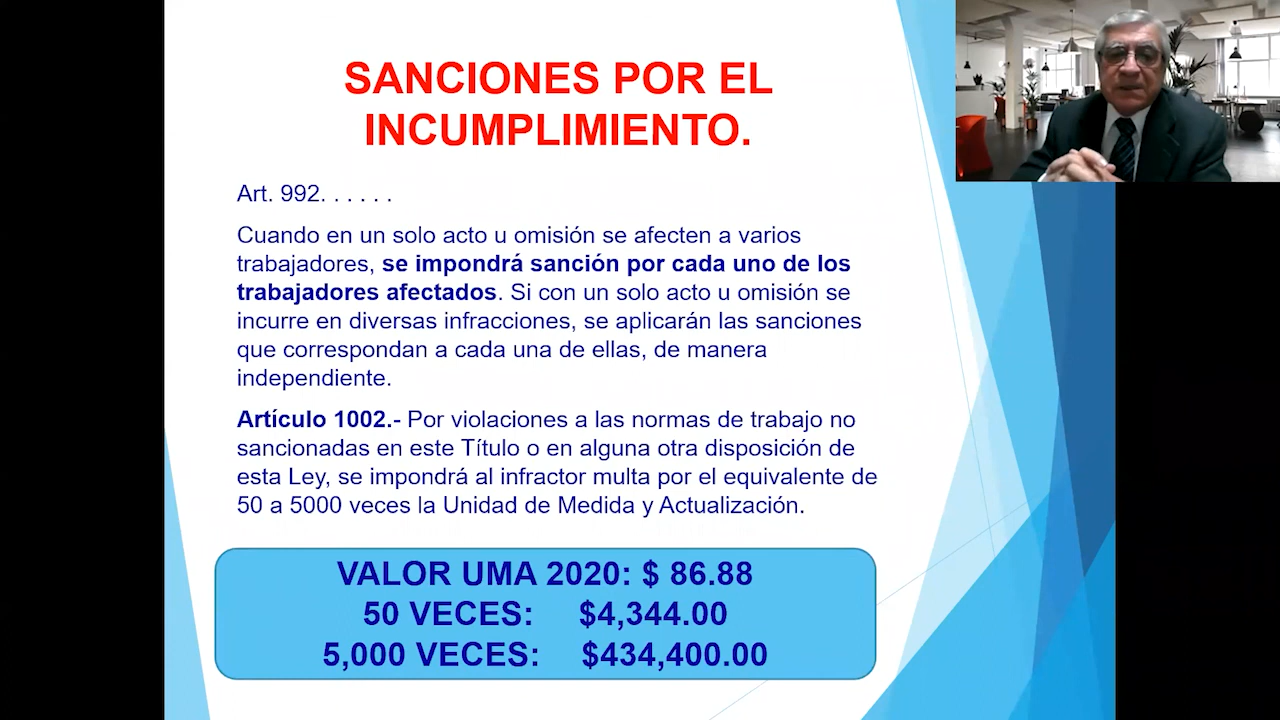 SANCIONES POR EL
INCUMPLIMIENTO.
Art. 992. . . . . .
Cuando en un solo acto u omisión se afecten a varios
trabajadores, se impondrá sanción por cada uno de los
trabajadores afectados. Si con un solo acto u omisión se
incurre en diversas infracciones, se aplicarán las sanciones
que correspondan a cada una de ellas, de manera
independiente.
Artículo 1002.- Por violaciones a las normas de trabajo no
sancionadas en este Título o en alguna otra disposición de
esta Ley, se impondrá al infractor multa por el equivalente de
50 a 5000 veces la Unidad de Medida y Actualización.
VALOR UMA 2020: $ 86.88
50 VECES: $4,344.00
5,000 VECES: $434,400.00